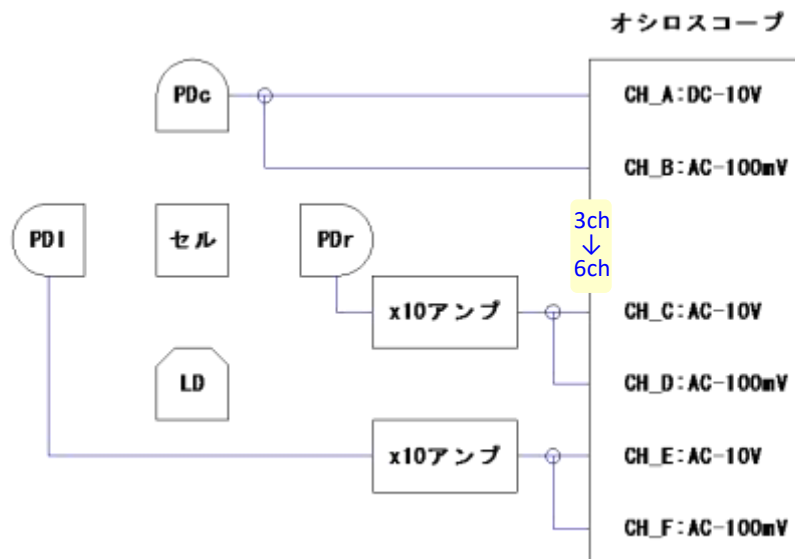 オシロスコープ
PDc
CH_A:DC-10V
CH_B:AC-100mV
PDl
セル
PDr
3ch
↓
6ch
x10アンプ
CH_C:AC-10V
LD
CH_D:AC-100mV
x10アンプ
CH_E:AC-10V
CH_F:AC-100mV